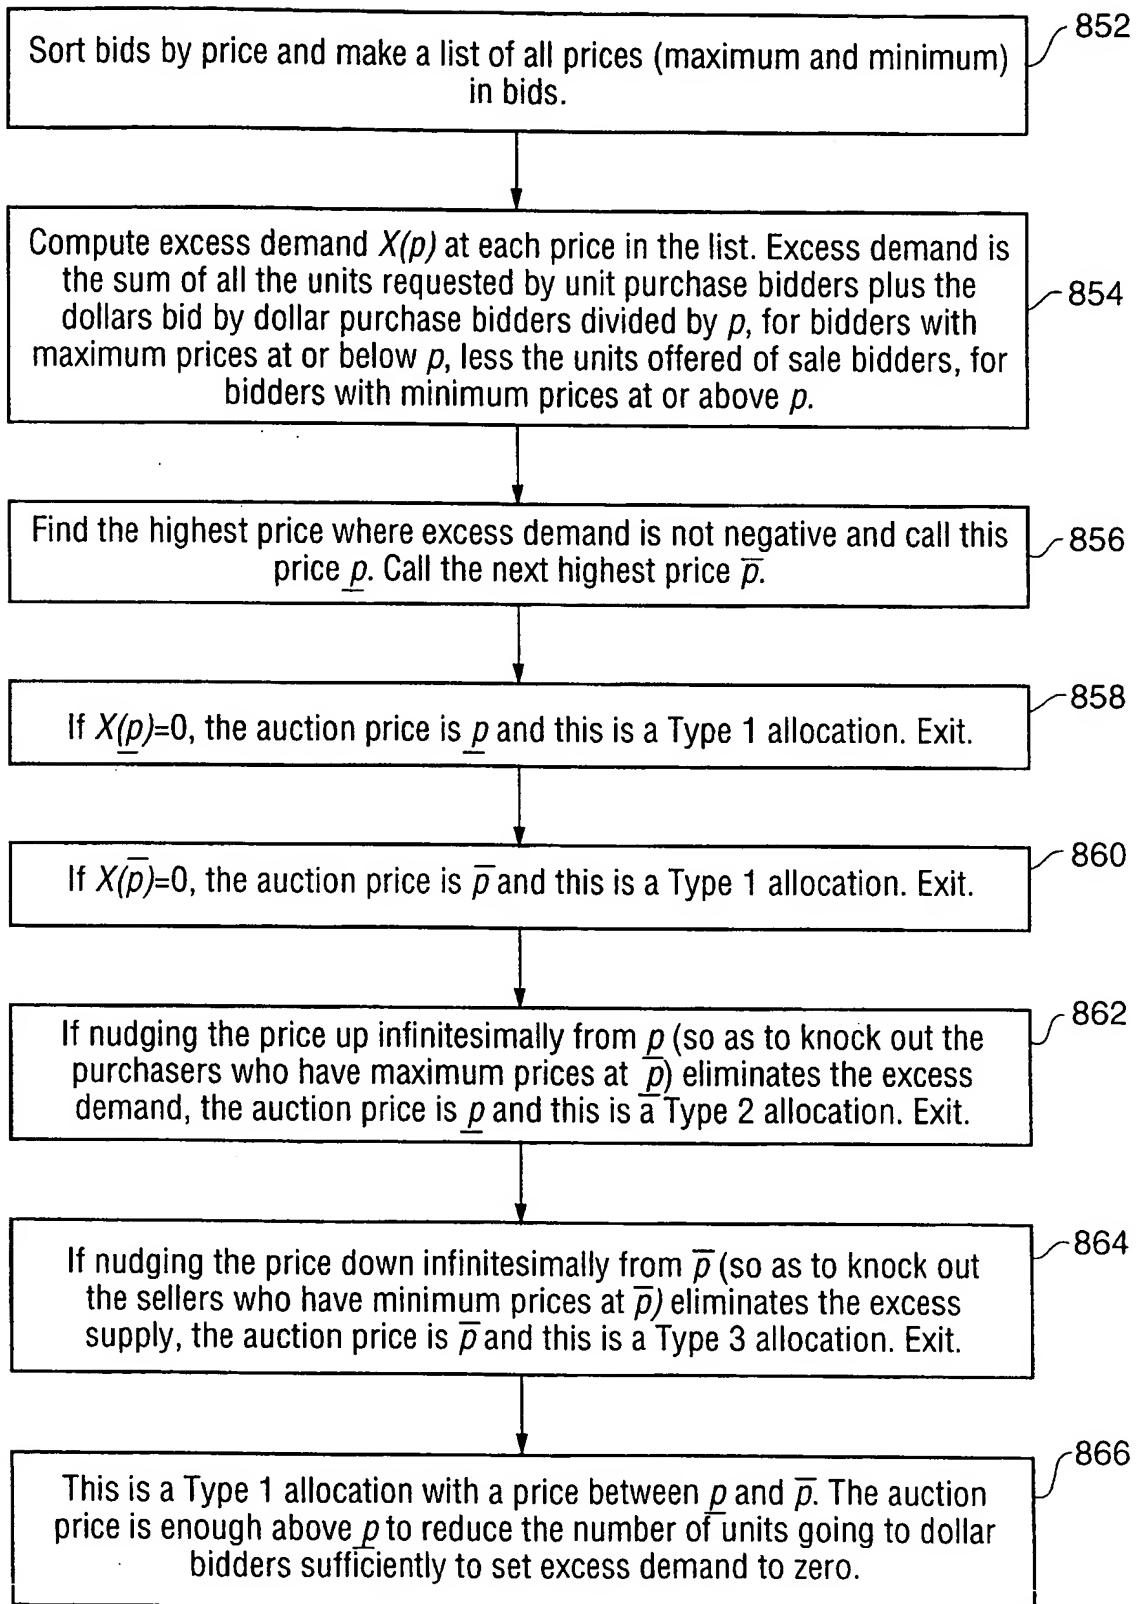 852
Sort bids by price and make a list of all prices (maximum and minimum)
in bids.
854
Compute excess demand X(p) at each price in the list. Excess demand is
the sum of all the units requested by unit purchase bidders plus the
dollars bid by dollar purchase bidders divided by p, for bidders with
maximum prices at or below p, less the units offered of sale bidders, for
bidders with minimum prices at or above p.
856
Find the highest price where excess demand is not negative and call this
price p̲. Call the next highest price p̅.
858
If X(p̲)=0, the auction price is p̲ and this is a Type 1 allocation. Exit.
860
If X(p̅)=0, the auction price is p̅ and this is a Type 1 allocation. Exit.
862
If nudging the price up infinitesimally from p̲ (so as to knock out the
purchasers who have maximum prices at p̲) eliminates the excess
demand, the auction price is p̲ and this is a Type 2 allocation. Exit.
864
If nudging the price down infinitesimally from p̅ (so as to knock out
the sellers who have minimum prices at p̅) eliminates the excess
supply, the auction price is p̅ and this is a Type 3 allocation. Exit.
866
This is a Type 1 allocation with a price between p̲ and p̅. The auction
price is enough above p̲ to reduce the number of units going to dollar
bidders sufficiently to set excess demand to zero.